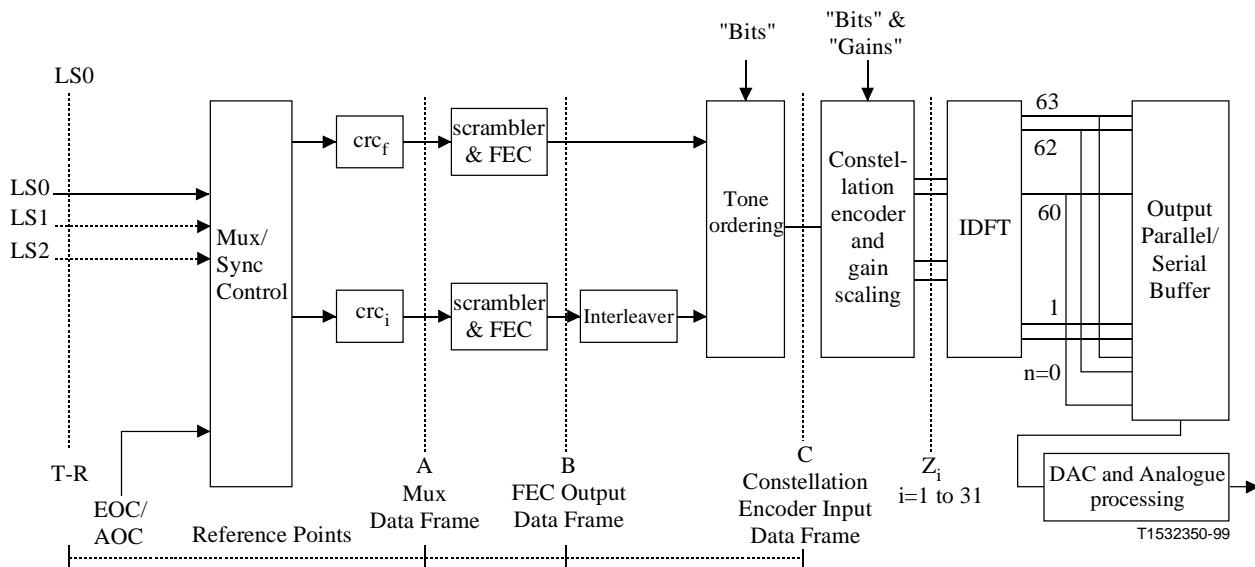 "Bits"
"Bits" &
"Gains"
LS0
63
62
60
1
n=0
LS0
LS1
LS2
Mux/
Sync
Control
crc_f
scrambler
& FEC
crc_i
scrambler
& FEC
Interleaver
Tone
ordering
Constel-
lation
encoder
and
gain
scaling
IDFT
Output
Parallel/
Serial
Buffer
T-R
EOC/
AOC
Reference Points
A
Mux
Data Frame
B
FEC Output
Data Frame
C
Constellation
Encoder Input
Data Frame
Z_i
i=1 to 31
DAC and Analogue
processing
T1532350-99